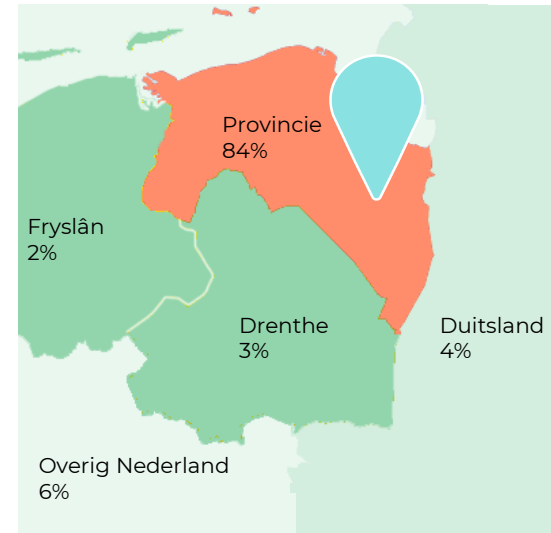 Provincie
84%
Fryslân
2%
Drenthe
3%
Duitsland
4%
Overig Nederland
6%